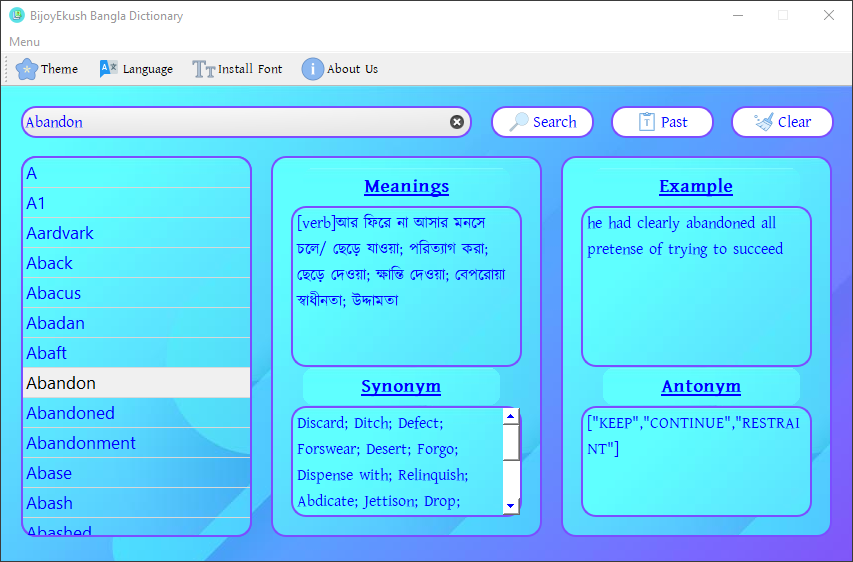 BijoyEkush Bangla Dictionary
Menu
Theme Language Install Font About Us
Abandon Search Past Clear
A
A1
Aardvark
Aback
Abacus
Abadan
Abaft
Abandon
Abandoned
Abandonment
Abase
Abash
Abashed
Meanings
[verb]আর ফিরে না আসার মনসে
চলে/ ছেড়ে যাওয়া; পরিত্যাগ করা;
ছেড়ে দেওয়া; ক্ষান্তি দেওয়া; বেপরোয়া
স্বাধীনতা; উদ্দামতা
Synonym
Discard; Ditch; Defect;
Forswear; Desert; Forgo;
Dispense with; Relinquish;
Abdicate; Jettison; Drop;
Example
he had clearly abandoned all
pretense of trying to succeed
Antonym
["KEEP","CONTINUE","RESTRAI
NT"]